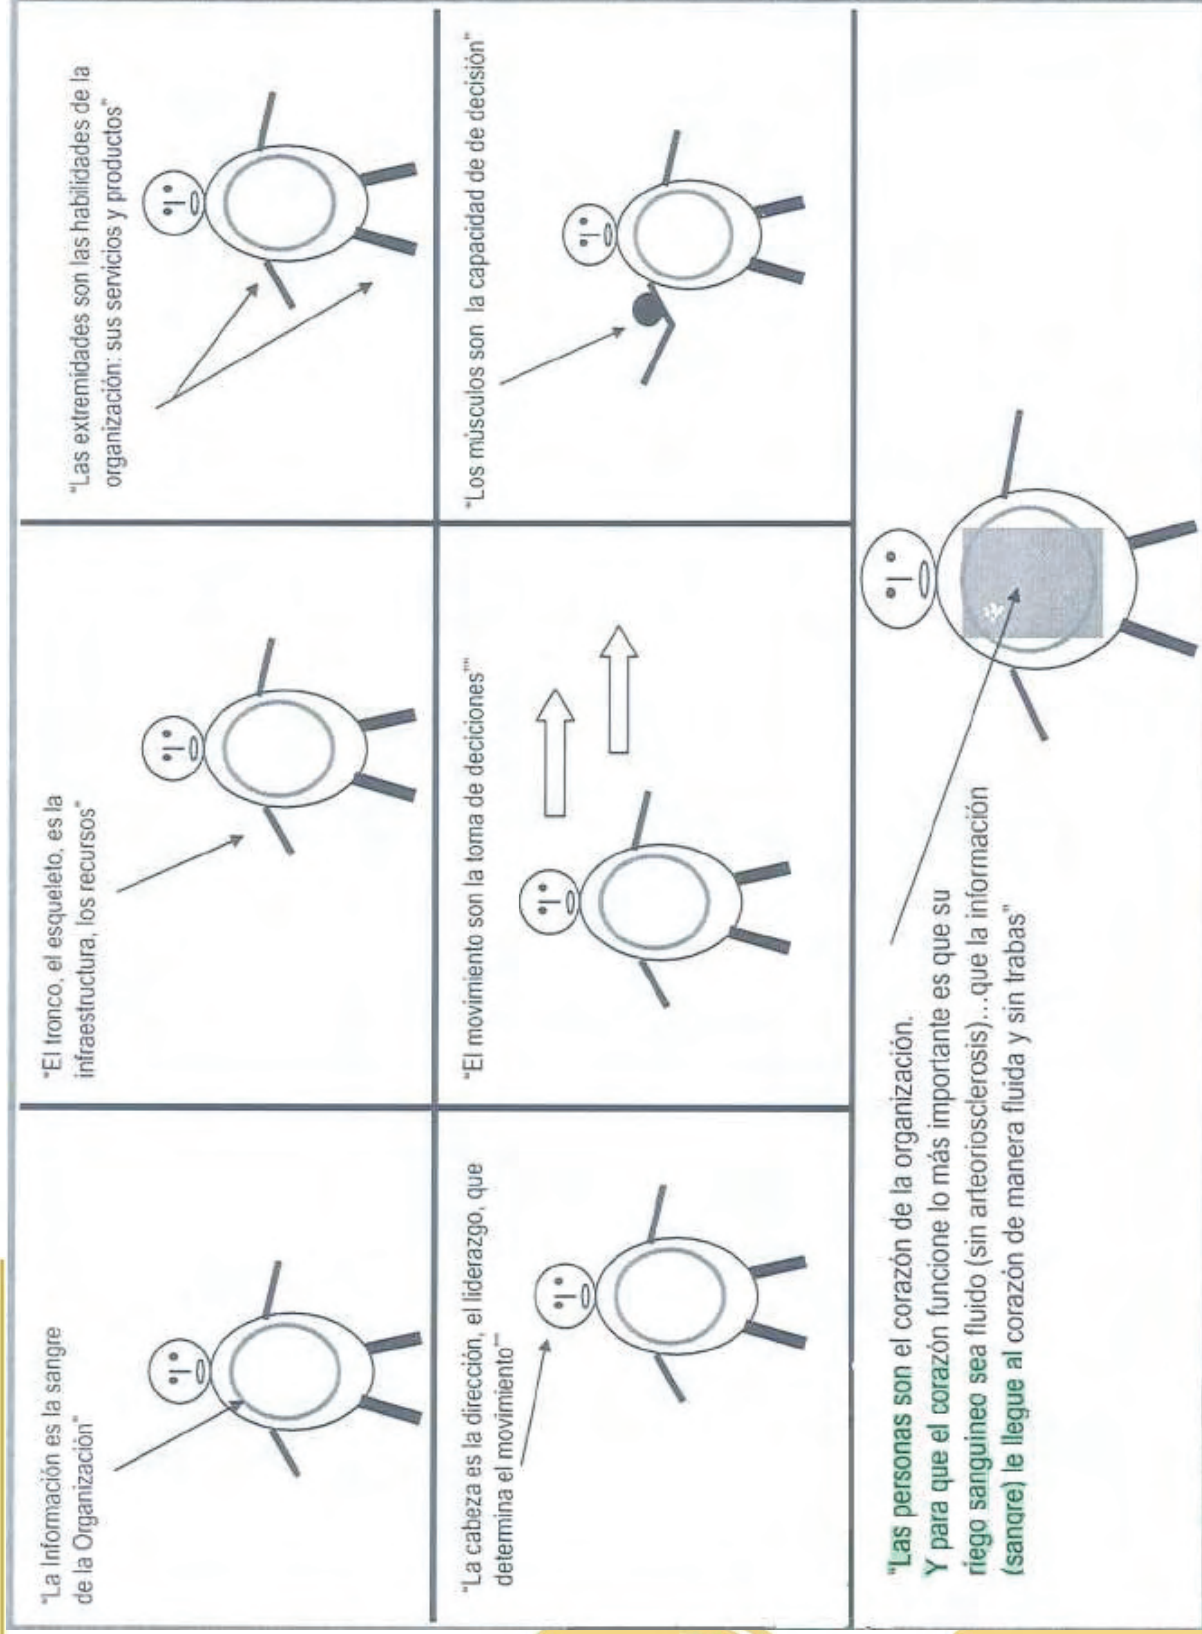 "La Información es la sangre
de la Organización"
"El tronco, el esqueleto, es la
infraestructura, los recursos"
"Las extremidades son las habilidades de la
organización: sus servicios y productos"
"La cabeza es la dirección, el liderazgo, que
determina el movimiento""
"El movimiento son la toma de deciciones""
"Los músculos son la capacidad de decisión"
"Las personas son el corazón de la organización.
Y para que el corazón funcione lo más importante es que su
riego sanguineo sea fluido (sin arteoriosclerosis)...que la información
(sangre) le llegue al corazón de manera fluida y sin trabas"